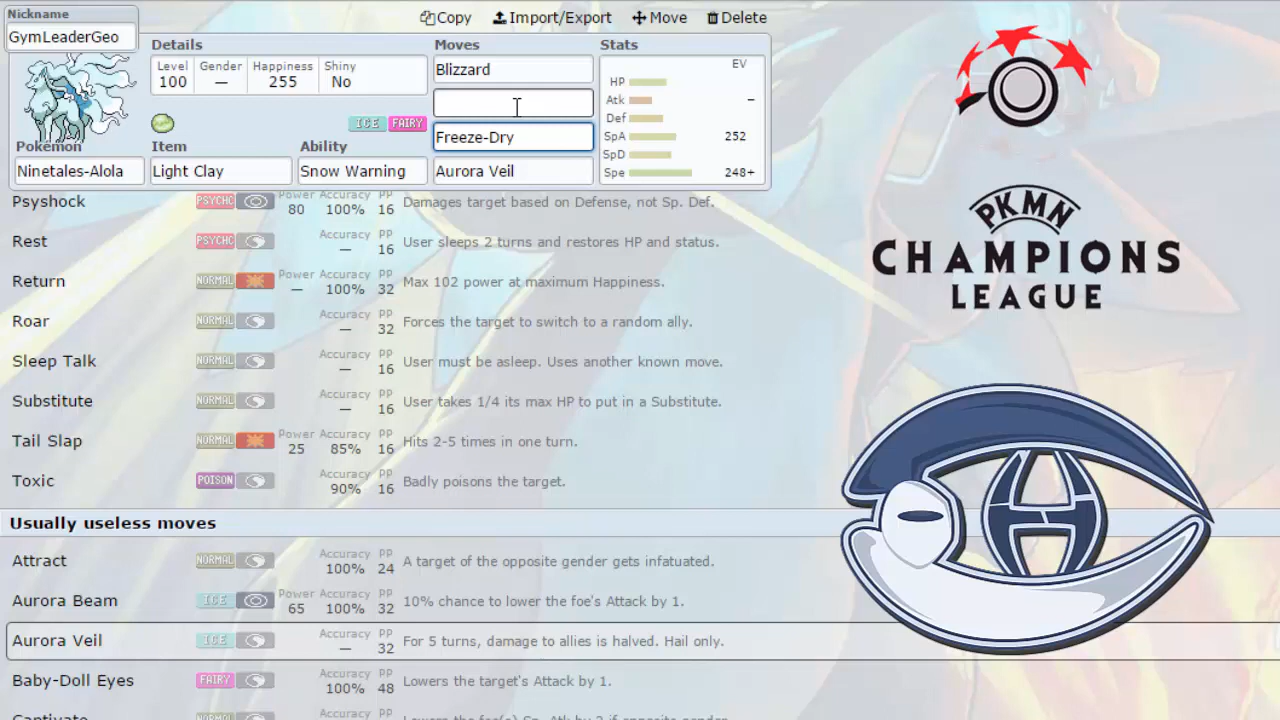 Nickname
GymLeaderGeo
Copy Import/Export Move Delete
Details
Level Gender Happiness Shiny
100 — 255 No
ICE FAIRY
Pokémon Item Ability
Ninetales-Alola Light Clay Snow Warning
Moves
Blizzard
Freeze-Dry
Aurora Veil
Stats
EV
HP
Atk –
Def
SpA 252
SpD
Spe 248+
Psyshock PSYCHC Power 80 Accuracy 100% PP 16 Damages target based on Defense, not Sp. Def.
Rest PSYCHC Accuracy — PP 16 User sleeps 2 turns and restores HP and status.
Return NORMAL Power — Accuracy 100% PP 32 Max 102 power at maximum Happiness.
Roar NORMAL Accuracy — PP 32 Forces the target to switch to a random ally.
Sleep Talk NORMAL Accuracy — PP 16 User must be asleep. Uses another known move.
Substitute NORMAL Accuracy — PP 16 User takes 1/4 its max HP to put in a Substitute.
Tail Slap NORMAL Power 25 Accuracy 85% PP 16 Hits 2-5 times in one turn.
Toxic POISON Accuracy 90% PP 16 Badly poisons the target.
Usually useless moves
Attract NORMAL Accuracy 100% PP 24 A target of the opposite gender gets infatuated.
Aurora Beam ICE Power 65 Accuracy 100% PP 32 10% chance to lower the foe's Attack by 1.
Aurora Veil ICE Accuracy — PP 32 For 5 turns, damage to allies is halved. Hail only.
Baby-Doll Eyes FAIRY Accuracy 100% PP 48 Lowers the target's Attack by 1.
Captivate Accuracy PP
PKMN
CHAMPIONS
LEAGUE